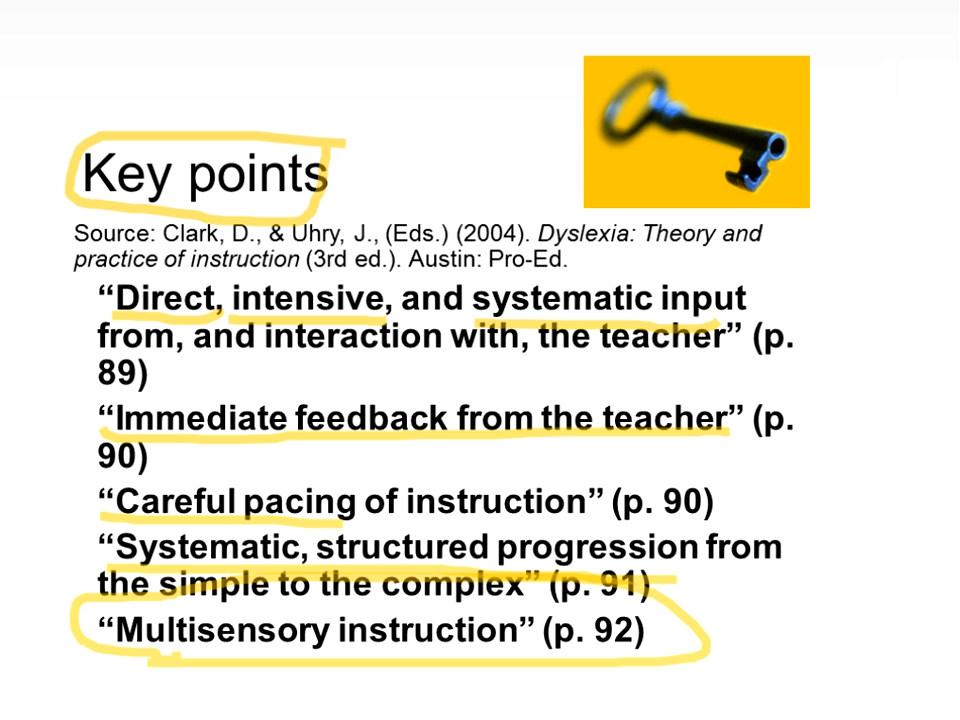 Key points
Source: Clark, D., & Uhry, J., (Eds.) (2004). Dyslexia: Theory and
practice of instruction (3rd ed.). Austin: Pro-Ed.
“Direct, intensive, and systematic input
from, and interaction with, the teacher” (p.
89)
“Immediate feedback from the teacher” (p.
90)
“Careful pacing of instruction” (p. 90)
“Systematic, structured progression from
the simple to the complex” (p. 91)
“Multisensory instruction” (p. 92)